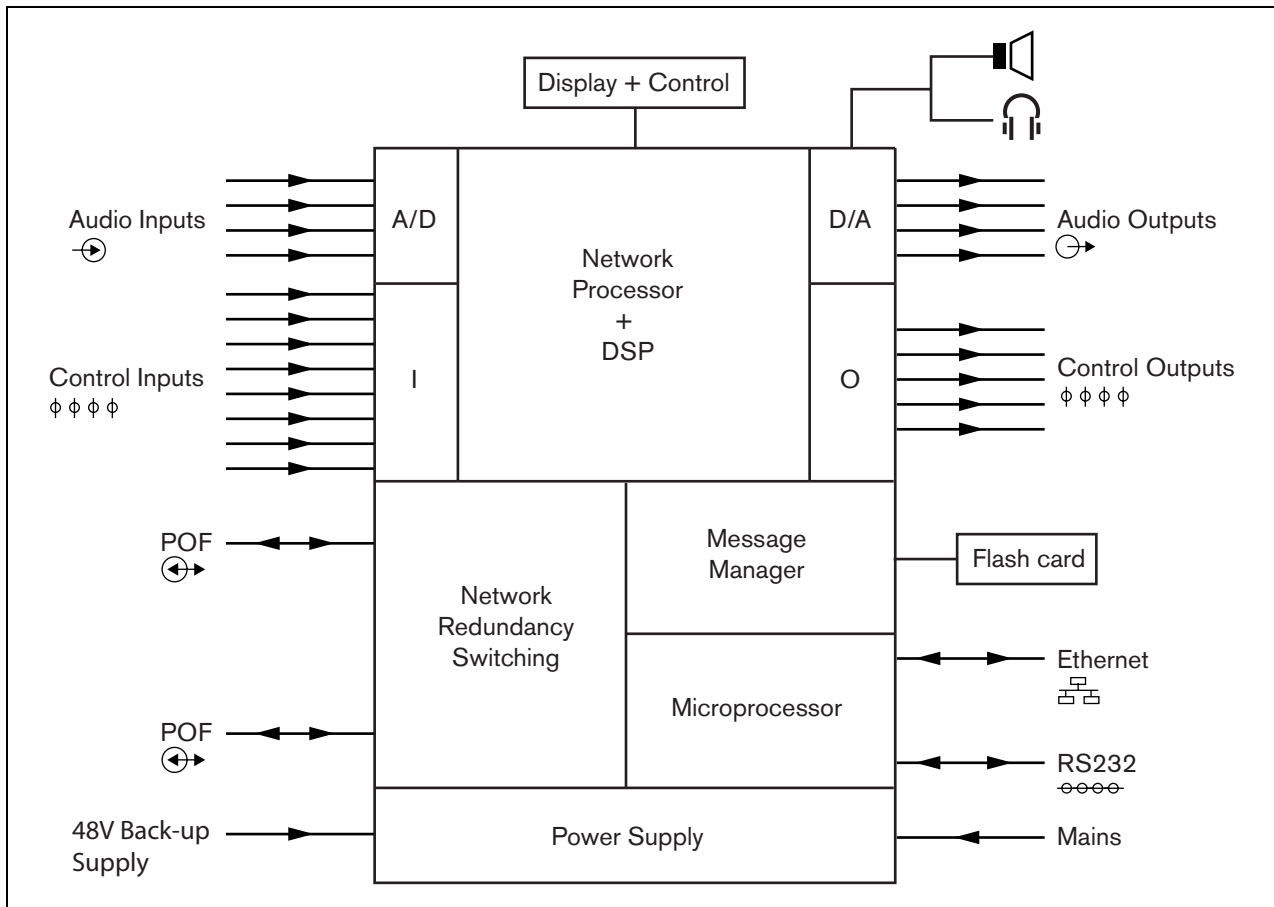 Display + Control
Audio Inputs
A/D
Network
Processor
+
DSP
D/A
Audio Outputs
Control Inputs
I
O
Control Outputs
POF
Network
Redundancy
Switching
Message
Manager
Flash card
Ethernet
Microprocessor
POF
RS232
48V Back-up
Supply
Power Supply
Mains